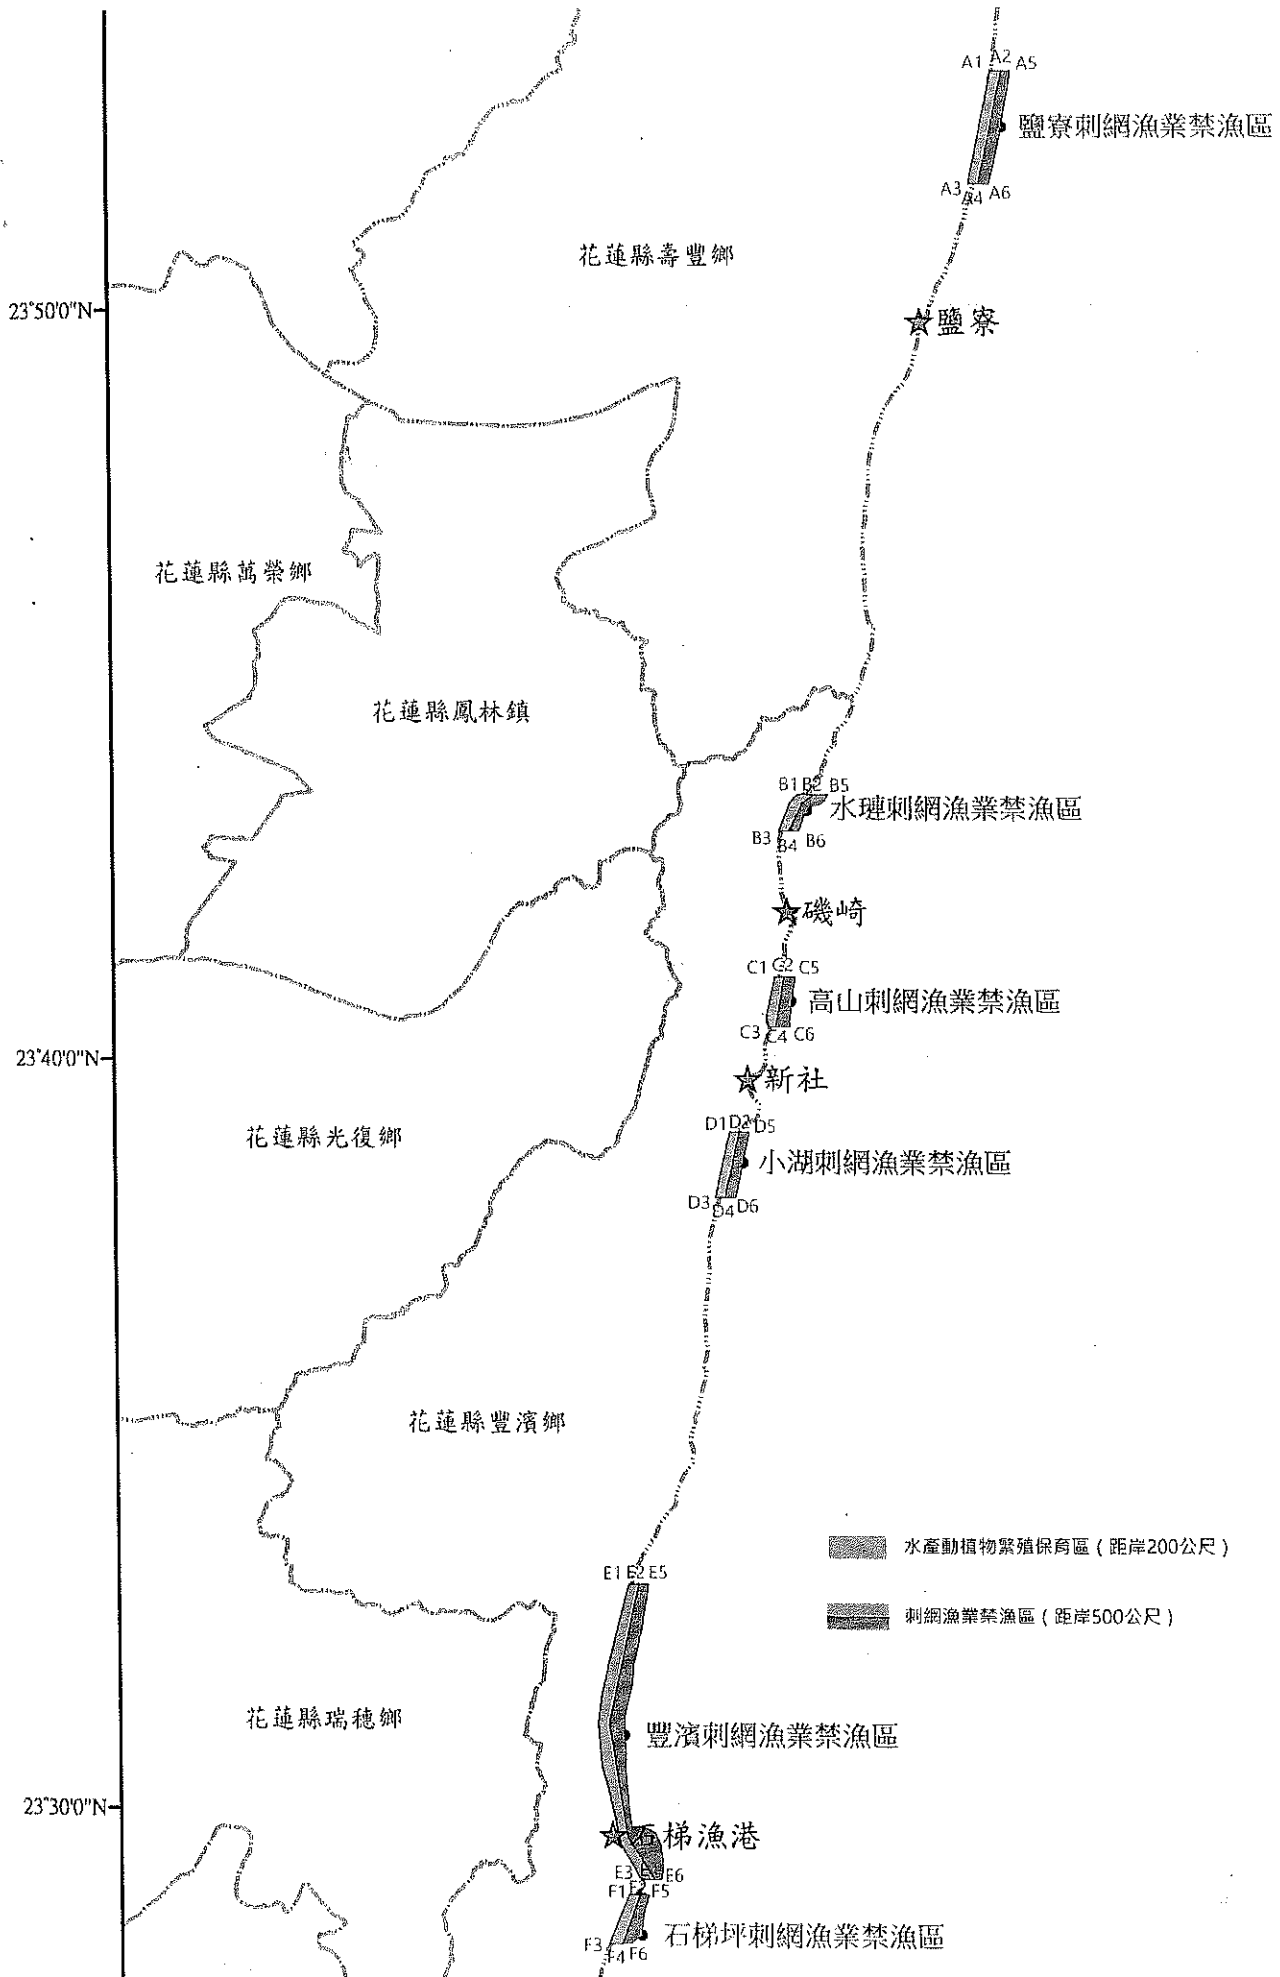 A1 A2 A5
鹽寮刺網漁業禁漁區
A3 A4 A6
花蓮縣壽豐鄉
23°50'0"N
鹽寮
花蓮縣萬榮鄉
花蓮縣鳳林鎮
B1 B2 B5
水璉刺網漁業禁漁區
B3 B4 B6
磯崎
C1 C2 C5
高山刺網漁業禁漁區
C3 C4 C6
23°40'0"N
新社
D1 D2 D5
花蓮縣光復鄉
小湖刺網漁業禁漁區
D3 D4 D6
花蓮縣豐濱鄉
水產動植物繁殖保育區（距岸200公尺）
E1 E2 E5
刺網漁業禁漁區（距岸500公尺）
花蓮縣瑞穗鄉
豐濱刺網漁業禁漁區
23°30'0"N
石梯漁港
E3 E6
F1 F2 F5
石梯坪刺網漁業禁漁區
F3 F4 F6